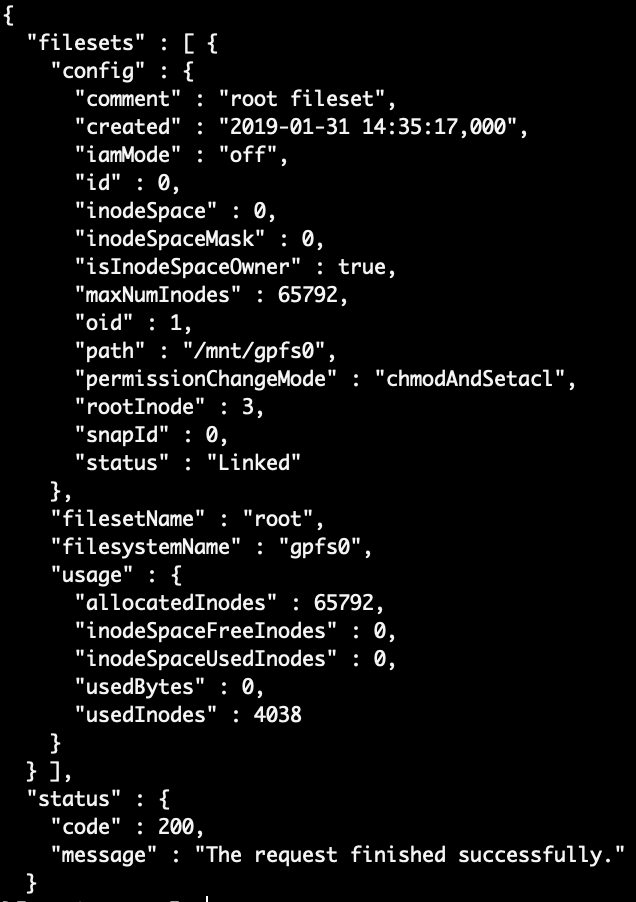 {
  "filesets" : [ {
    "config" : {
      "comment" : "root fileset",
      "created" : "2019-01-31 14:35:17,000",
      "iamMode" : "off",
      "id" : 0,
      "inodeSpace" : 0,
      "inodeSpaceMask" : 0,
      "isInodeSpaceOwner" : true,
      "maxNumInodes" : 65792,
      "oid" : 1,
      "path" : "/mnt/gpfs0",
      "permissionChangeMode" : "chmodAndSetacl",
      "rootInode" : 3,
      "snapId" : 0,
      "status" : "Linked"
    },
    "filesetName" : "root",
    "filesystemName" : "gpfs0",
    "usage" : {
      "allocatedInodes" : 65792,
      "inodeSpaceFreeInodes" : 0,
      "inodeSpaceUsedInodes" : 0,
      "usedBytes" : 0,
      "usedInodes" : 4038
    }
  } ],
  "status" : {
    "code" : 200,
    "message" : "The request finished successfully."
  }